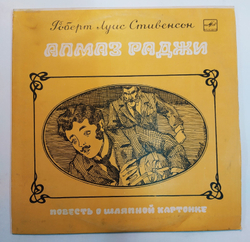 Роберт Луис Стивенсон
АЛМАЗ РАДЖИ
ПОВЕСТЬ О ШЛЯПНОЙ КАРТОНКЕ